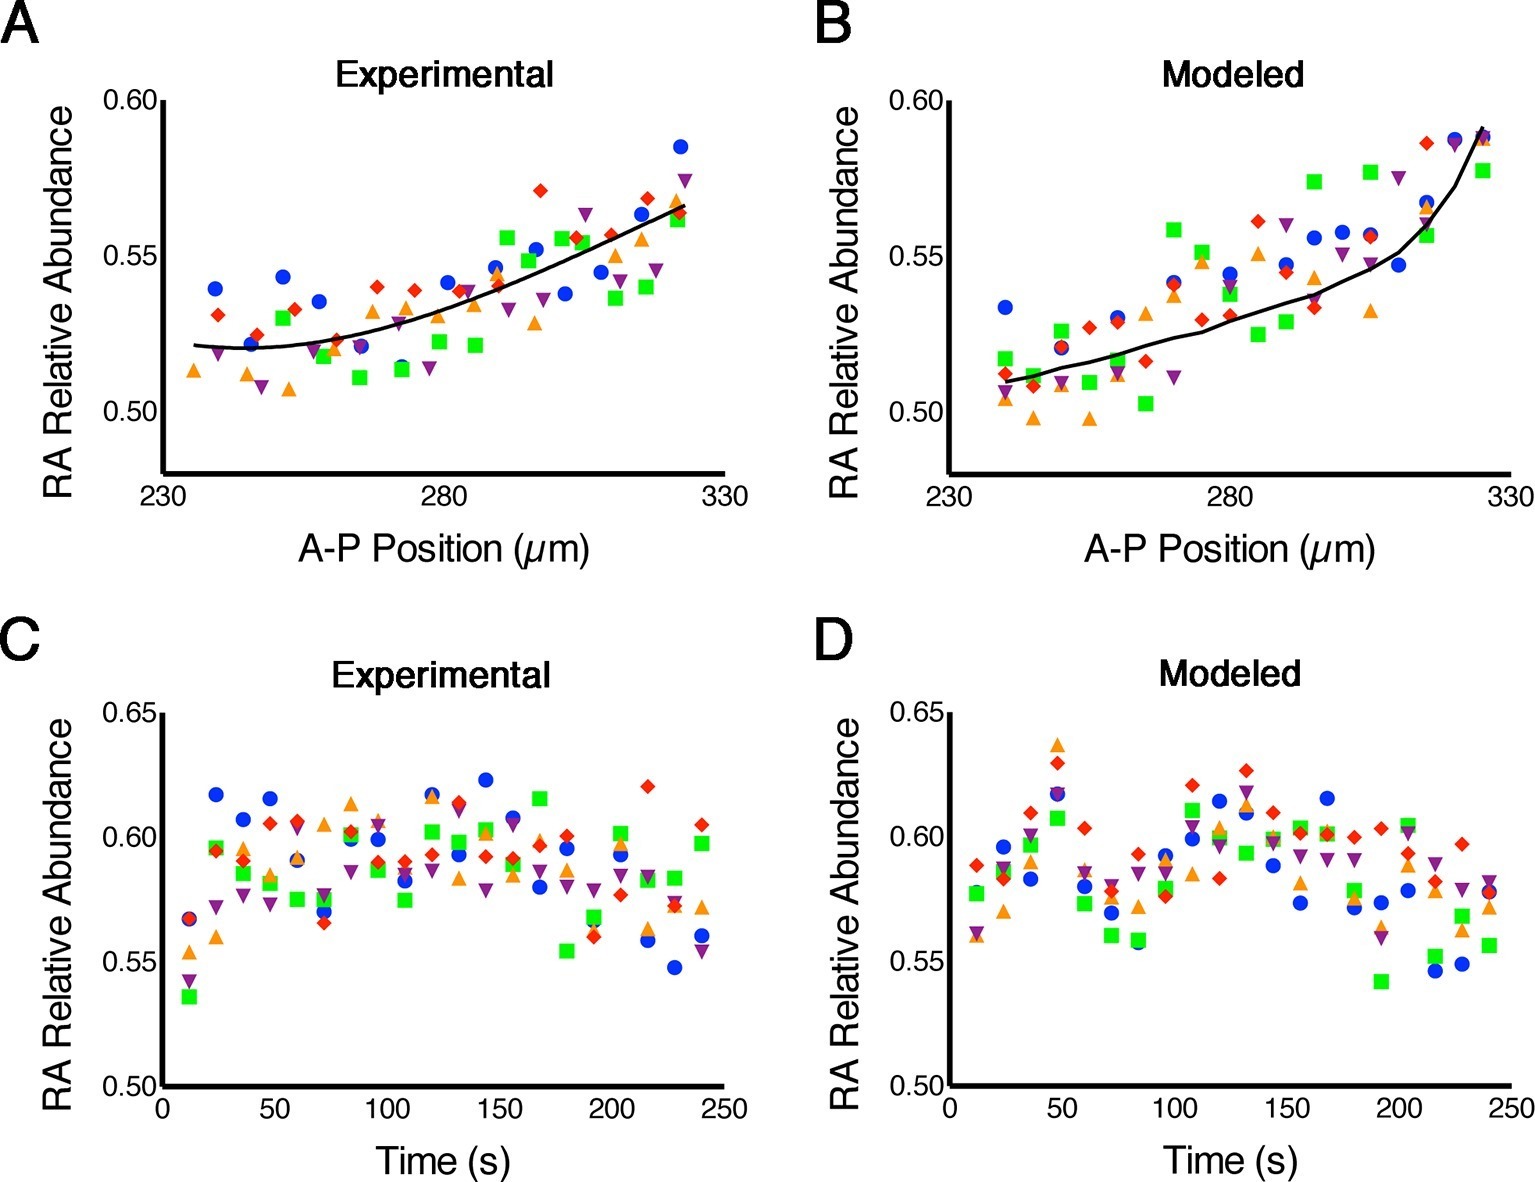 A
Experimental
RA Relative Abundance
0.60
0.55
0.50
230
280
330
A-P Position (µm)
B
Modeled
RA Relative Abundance
0.60
0.55
0.50
230
280
330
A-P Position (µm)
C
Experimental
RA Relative Abundance
0.65
0.60
0.55
0.50
0
50
100
150
200
250
Time (s)
D
Modeled
RA Relative Abundance
0.65
0.60
0.55
0.50
0
50
100
150
200
250
Time (s)